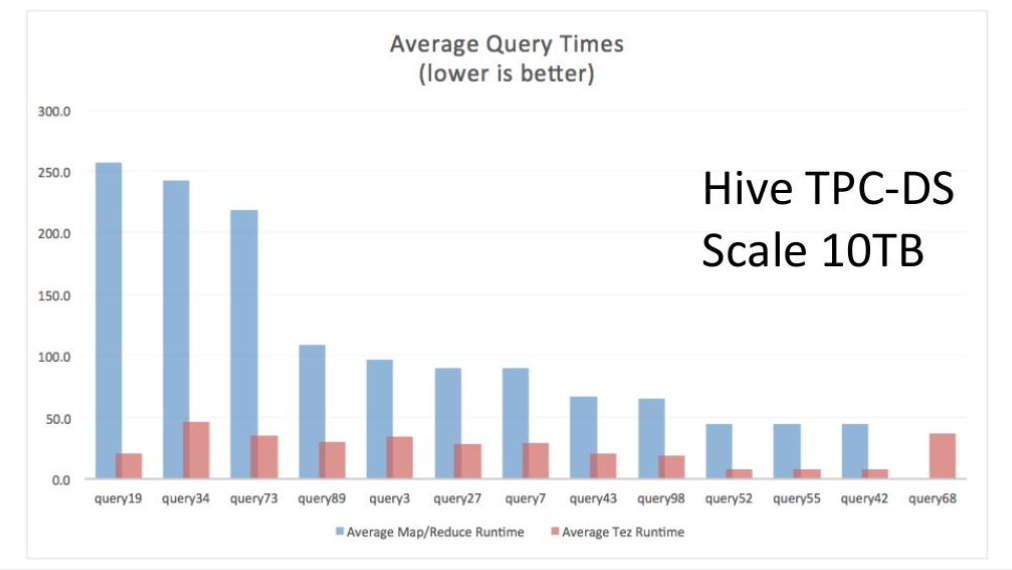 Average Query Times
(lower is better)
300.0
250.0
200.0
150.0
100.0
50.0
0.0
Hive TPC-DS
Scale 10TB
query19 query34 query73 query89 query3 query27 query7 query43 query98 query52 query55 query42 query68
Average Map/Reduce Runtime Average Tez Runtime